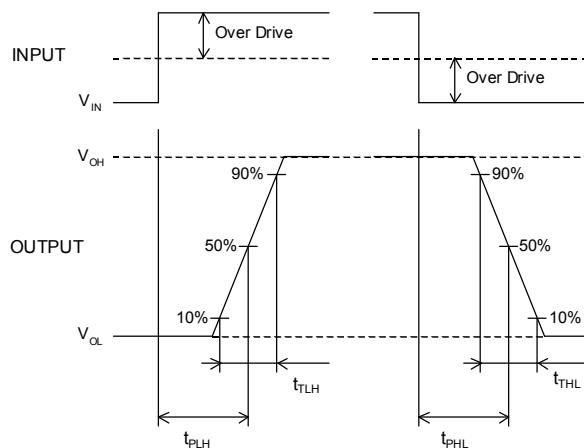 Over Drive
INPUT
Over Drive
VIN
VOH
90%
90%
OUTPUT
50%
50%
10%
10%
VOL
tTLH
tTHL
tPLH
tPHL